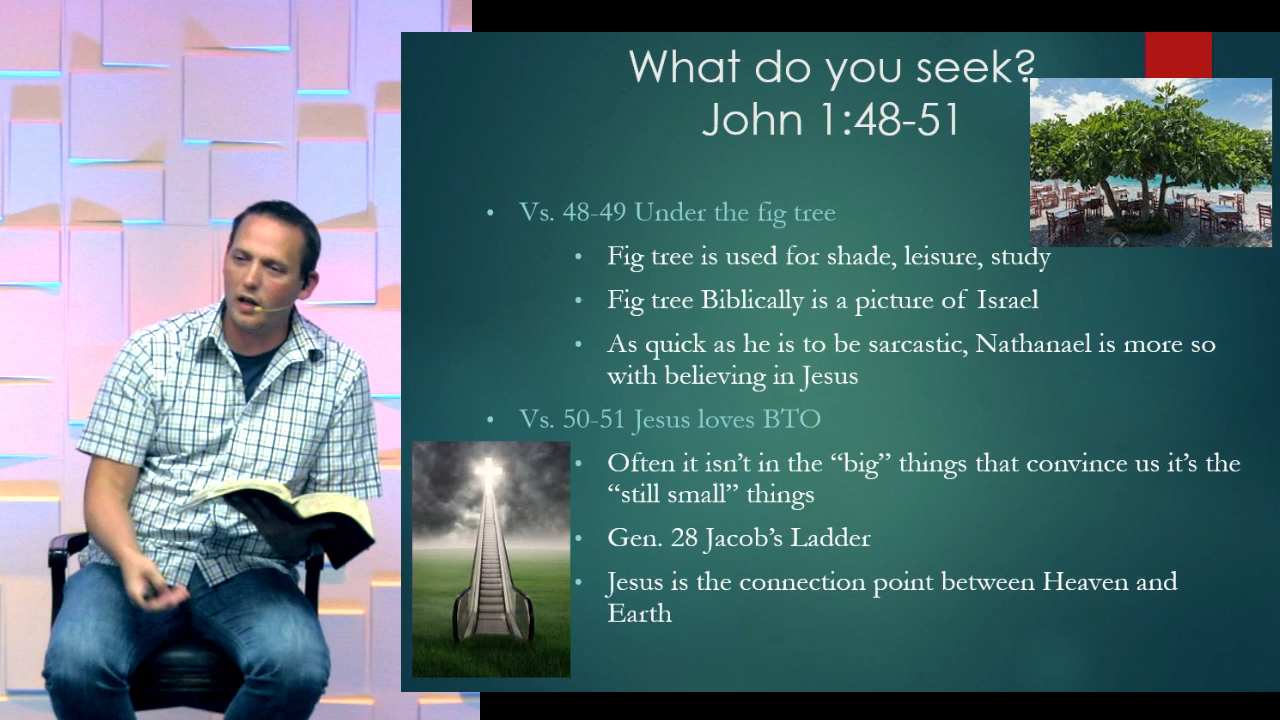 What do you seek?
John 1:48-51
• Vs. 48-49 Under the fig tree
• Fig tree is used for shade, leisure, study
• Fig tree Biblically is a picture of Israel
• As quick as he is to be sarcastic, Nathanael is more so
with believing in Jesus
• Vs. 50-51 Jesus loves BTO
• Often it isn’t in the “big” things that convince us it’s the
“still small” things
• Gen. 28 Jacob’s Ladder
• Jesus is the connection point between Heaven and
Earth